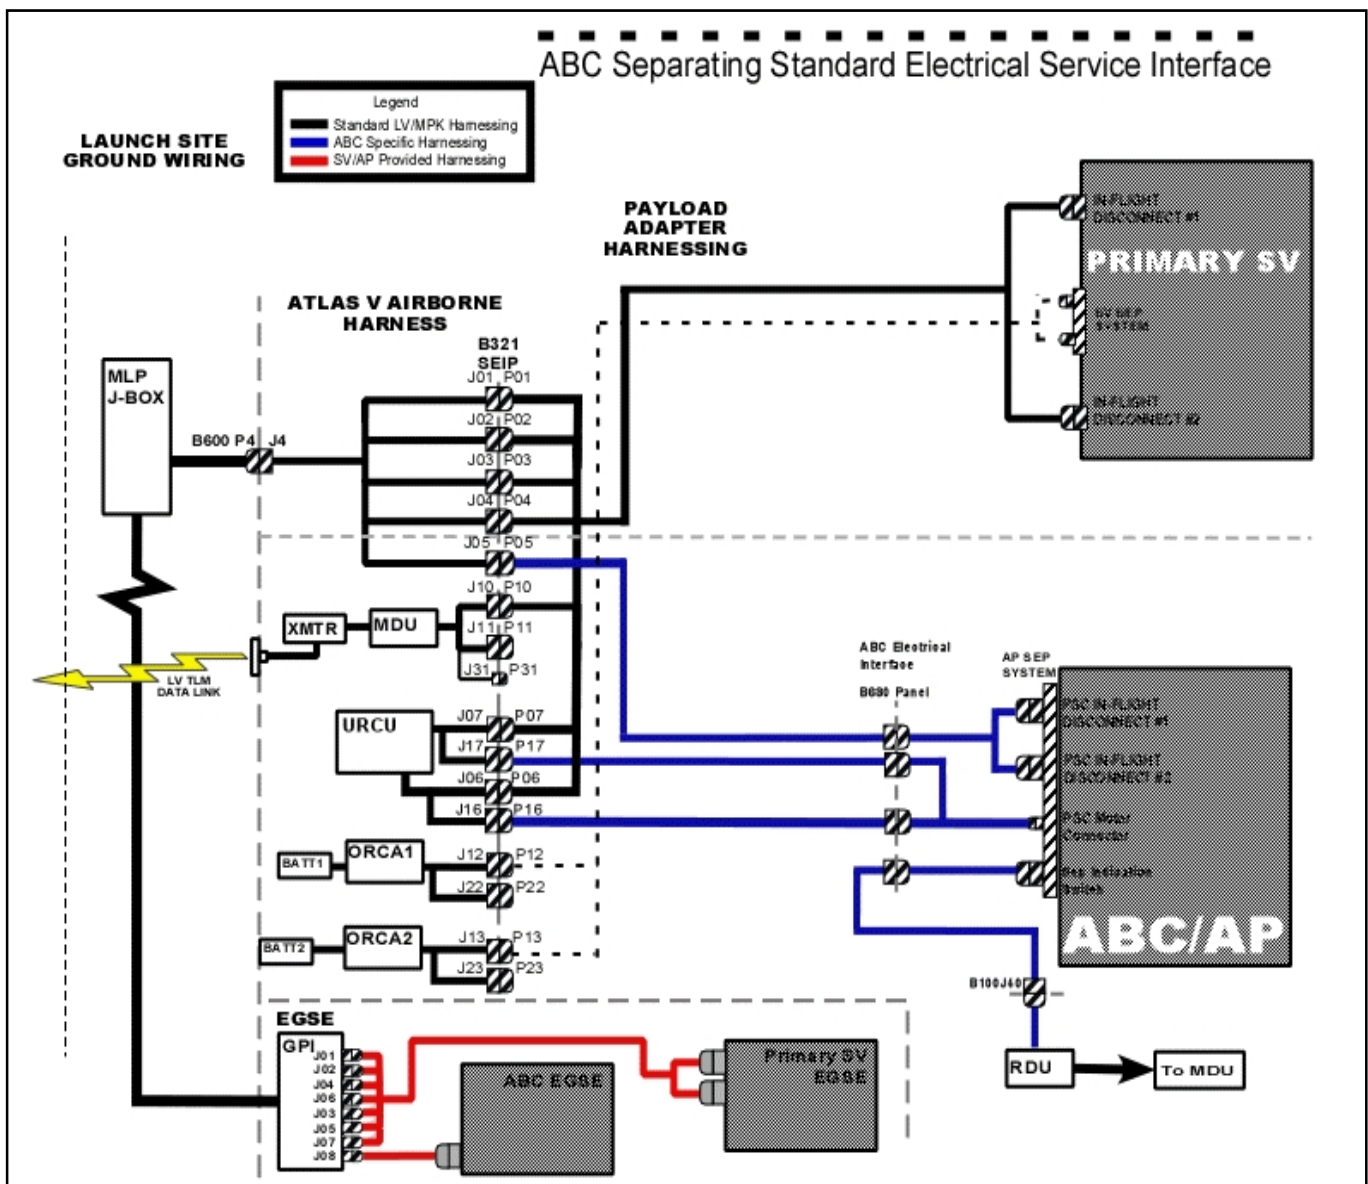 ABC Separating Standard Electrical Service Interface
Legend
Standard LV/MPK Harnessing
ABC Specific Harnessing
SV/AP Provided Harnessing
LAUNCH SITE
GROUND WIRING
PAYLOAD
ADAPTER
HARNESSING
IN-FLIGHT
DISCONNECT #1
PRIMARY SV
SV SEP
SYSTEM
IN-FLIGHT
DISCONNECT #2
ATLAS V AIRBORNE
HARNESS
B321
SEIP
MLP
J-BOX
B600 P4 J4
J01 P01
J02 P02
J03 P03
J04 P04
J05 P05
J10 P10
J11 P11
J31 P31
XMTR
MDU
LV TLM
DATA LINK
URCU
J07 P07
J17 P17
J06 P06
J16 P16
BATT1
ORCA1
J12 P12
J22 P22
BATT2
ORCA2
J13 P13
J23 P23
ABC Electrical
Interface
B680 Panel
AP SEP
SYSTEM
PSC IN-FLIGHT
DISCONNECT #1
PSC IN-FLIGHT
DISCONNECT #2
PSC Motor
Connector
Sep Indication
Switch
ABC/AP
B100J60
RDU
To MDU
EGSE
GPI
J01
J02
J04
J06
J03
J05
J07
J08
ABC EGSE
Primary SV
EGSE